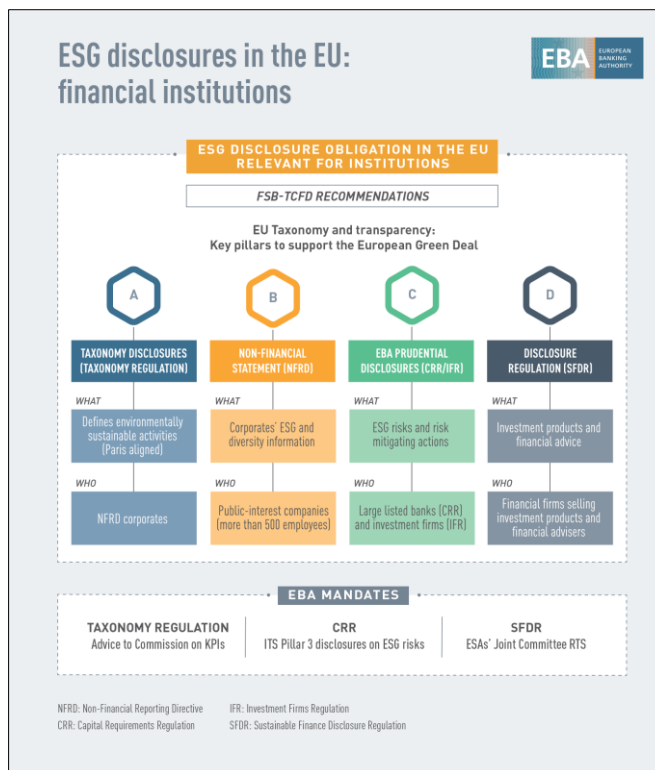 ESG disclosures in the EU:
financial institutions
EBA
EUROPEAN
BANKING
AUTHORITY
ESG DISCLOSURE OBLIGATION IN THE EU
RELEVANT FOR INSTITUTIONS
FSB-TCFD RECOMMENDATIONS
EU Taxonomy and transparency:
Key pillars to support the European Green Deal
A
TAXONOMY DISCLOSURES
(TAXONOMY REGULATION)
WHAT
Defines environmentally
sustainable activities
(Paris aligned)
WHO
NFRD corporates
B
NON-FINANCIAL
STATEMENT (NFRD)
WHAT
Corporates' ESG and
diversity information
WHO
Public-interest companies
(more than 500 employees)
C
EBA PRUDENTIAL
DISCLOSURES (CRR/IFR)
WHAT
ESG risks and risk
mitigating actions
WHO
Large listed banks (CRR)
and investment firms (IFR)
D
DISCLOSURE
REGULATION (SFDR)
WHAT
Investment products and
financial advice
WHO
Financial firms selling
investment products and
financial advisers
EBA MANDATES
TAXONOMY REGULATION
Advice to Commission on KPIs
CRR
ITS Pillar 3 disclosures on ESG risks
SFDR
ESAs' Joint Committee RTS
NFRD: Non-Financial Reporting Directive
CRR: Capital Requirements Regulation
IFR: Investment Firms Regulation
SFDR: Sustainable Finance Disclosure Regulation